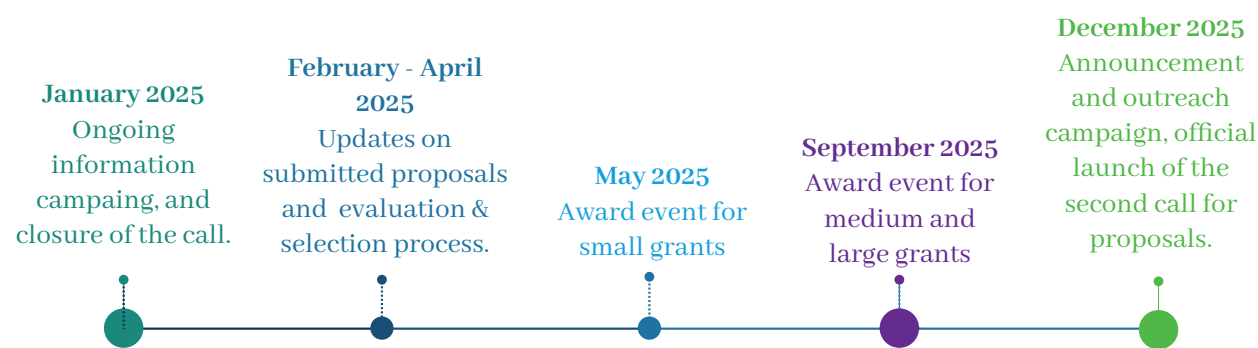 January 2025
Ongoing
information
campaing, and
closure of the call.
February - April
2025
Updates on
submitted proposals
and evaluation &
selection process.
May 2025
Award event for
small grants
September 2025
Award event for
medium and
large grants
December 2025
Announcement
and outreach
campaign, official
launch of the
second call for
proposals.